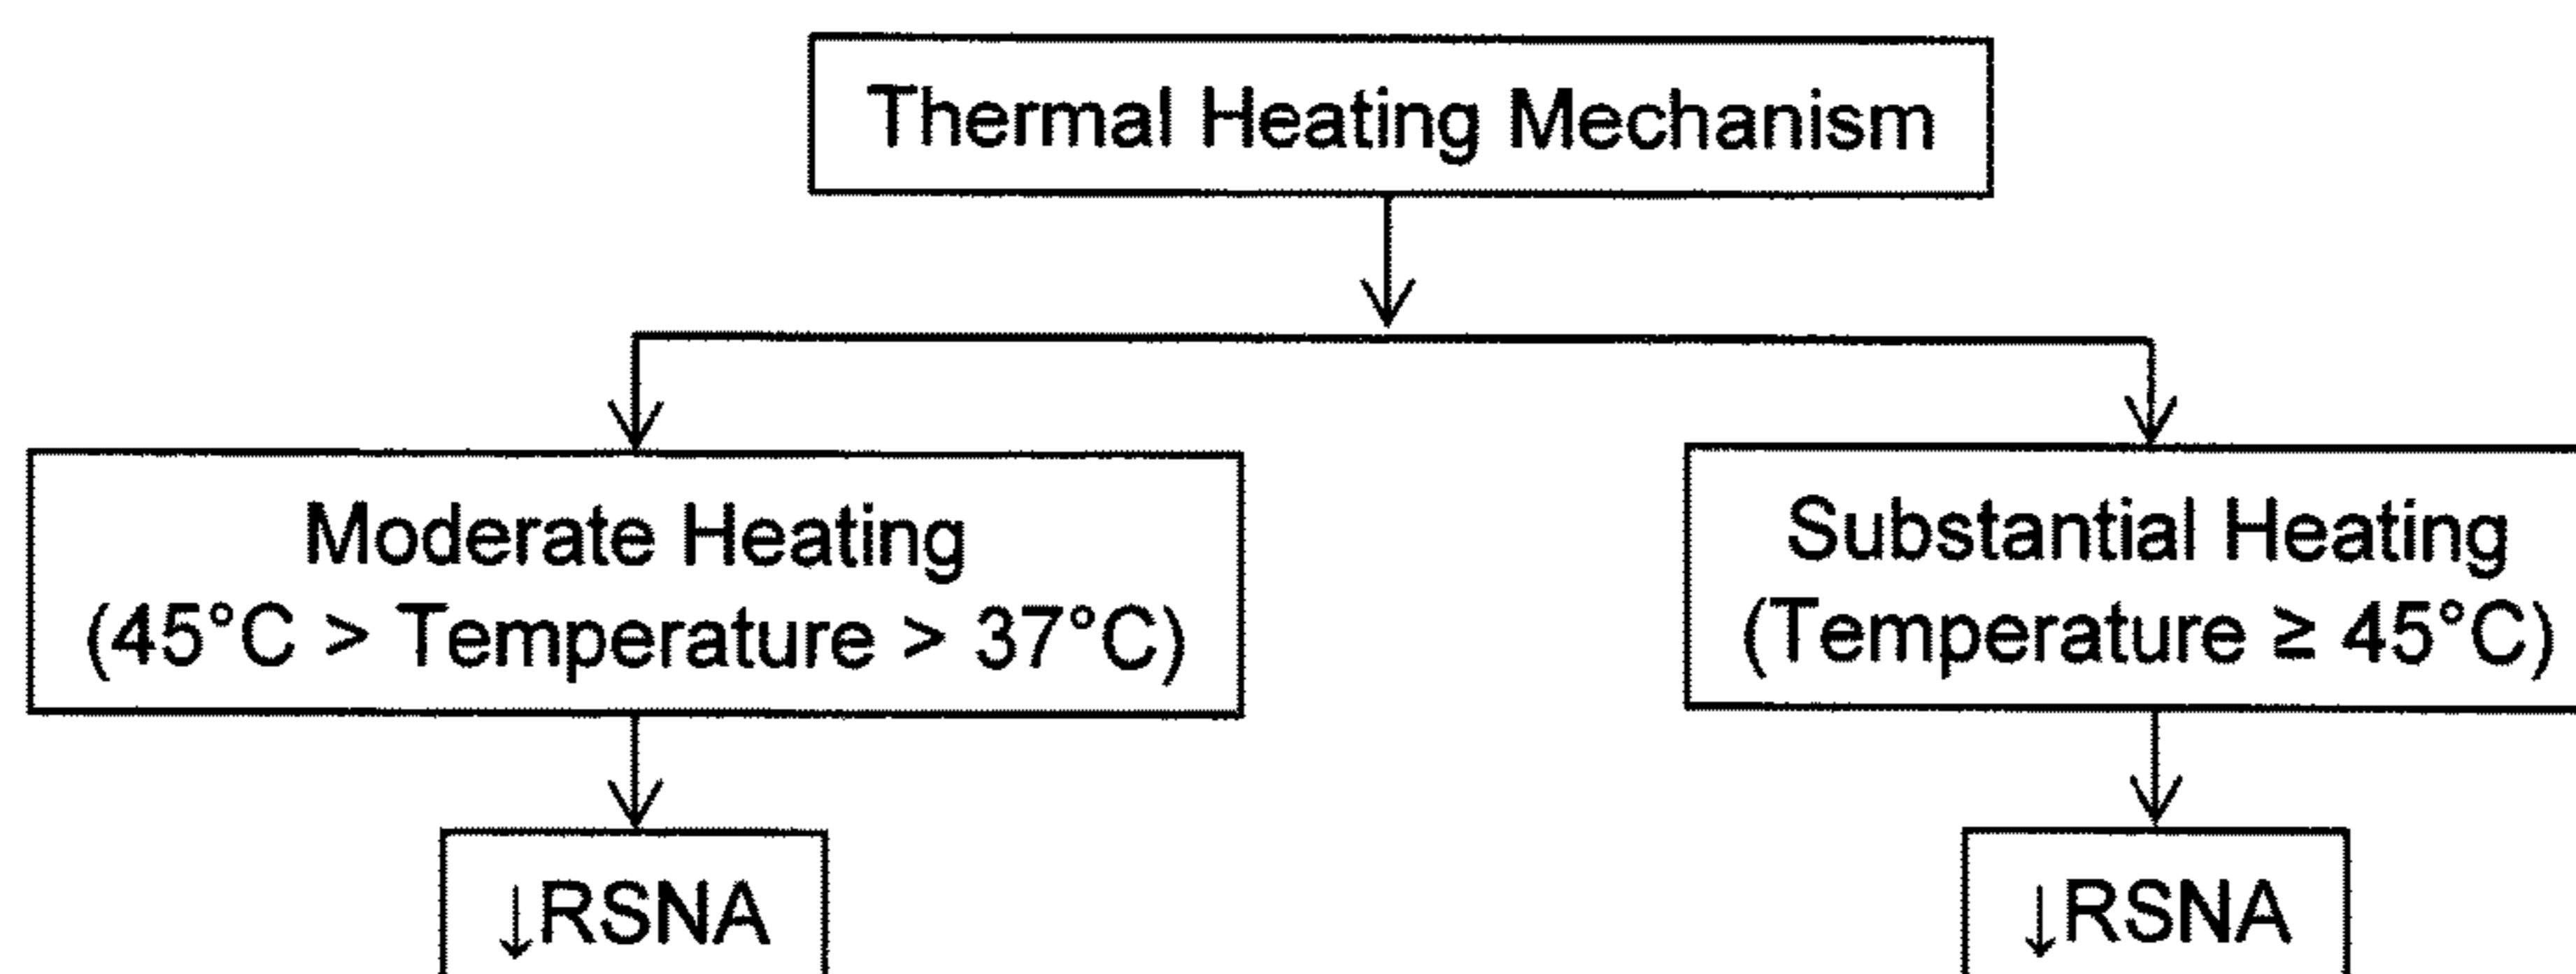 Thermal Heating Mechanism
Moderate Heating
(45°C > Temperature > 37°C)
Substantial Heating
(Temperature ≥ 45°C)
↓RSNA
↓RSNA